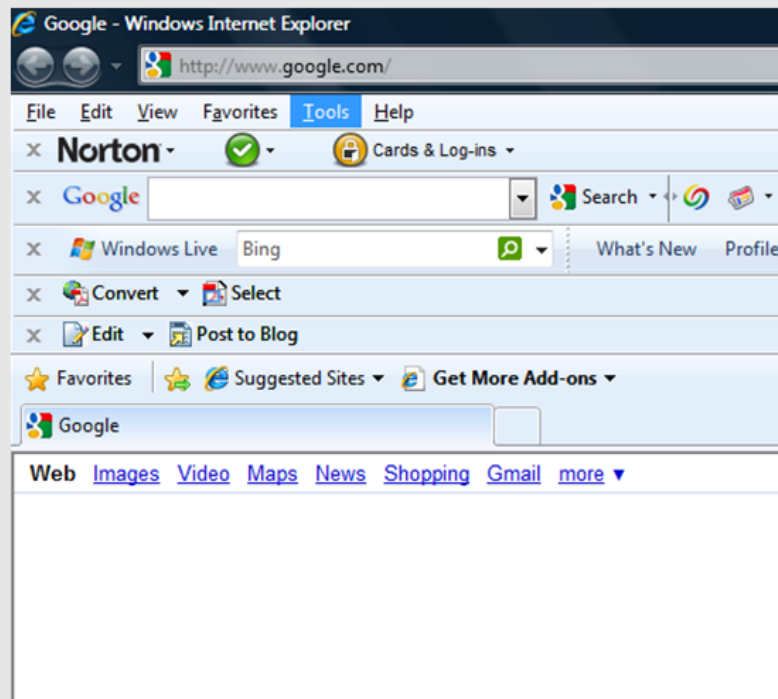 Google - Windows Internet Explorer
http://www.google.com/
File Edit View Favorites Tools Help
x Norton Cards & Log-ins
x Google Search
x Windows Live Bing What's New Profile
x Convert Select
x Edit Post to Blog
Favorites Suggested Sites Get More Add-ons
Google
Web Images Video Maps News Shopping Gmail more